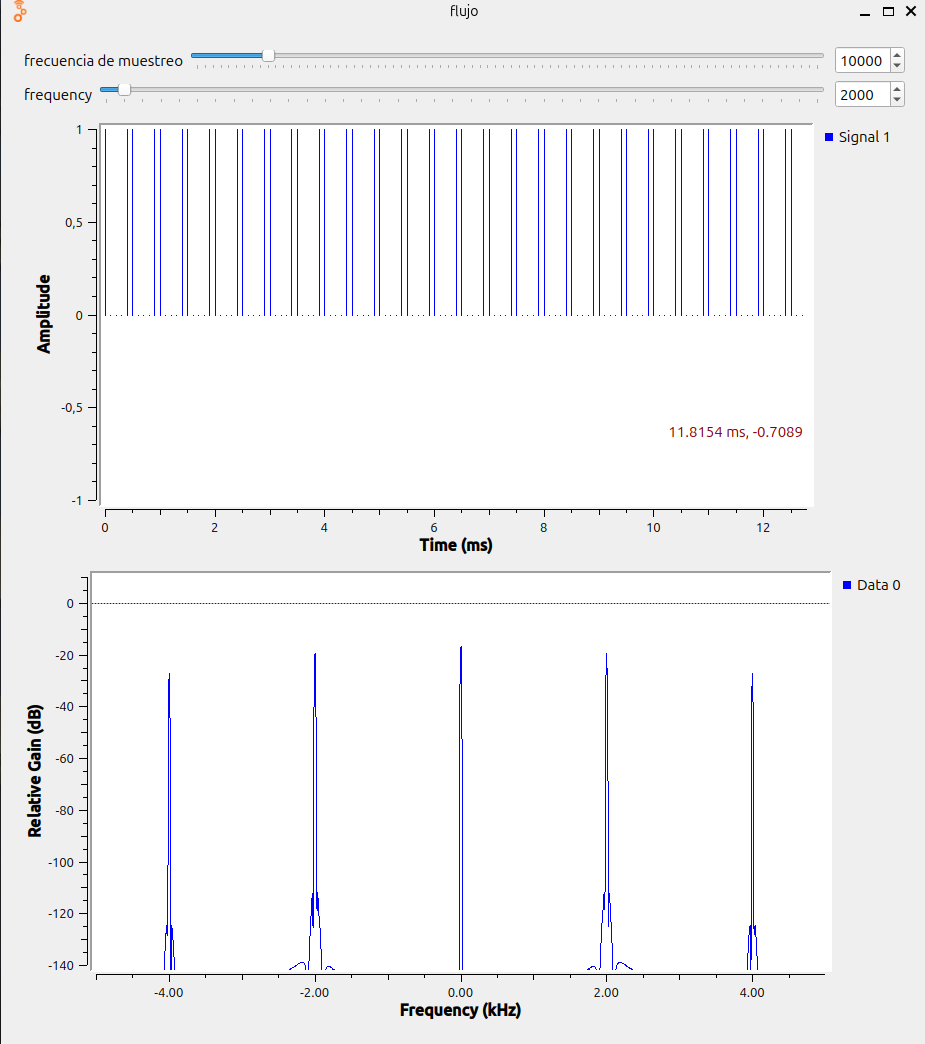 flujo
frecuencia de muestreo 10000
frequency 2000
Signal 1
1
0,5
0
-0,5
-1
Amplitude
11.8154 ms, -0.7089
0 2 4 6 8 10 12
Time (ms)
Data 0
0
-20
-40
-60
-80
-100
-120
-140
Relative Gain (dB)
-4.00 -2.00 0.00 2.00 4.00
Frequency (kHz)